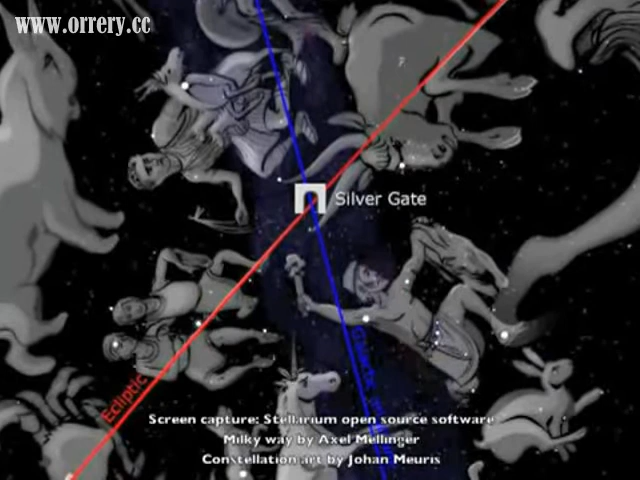 www.orrery.cc
Silver Gate
Ecliptic
Galactic
Screen capture: Stellarium open source software
Milky way by Axel Mellinger
Constellation art by Johan Meuris